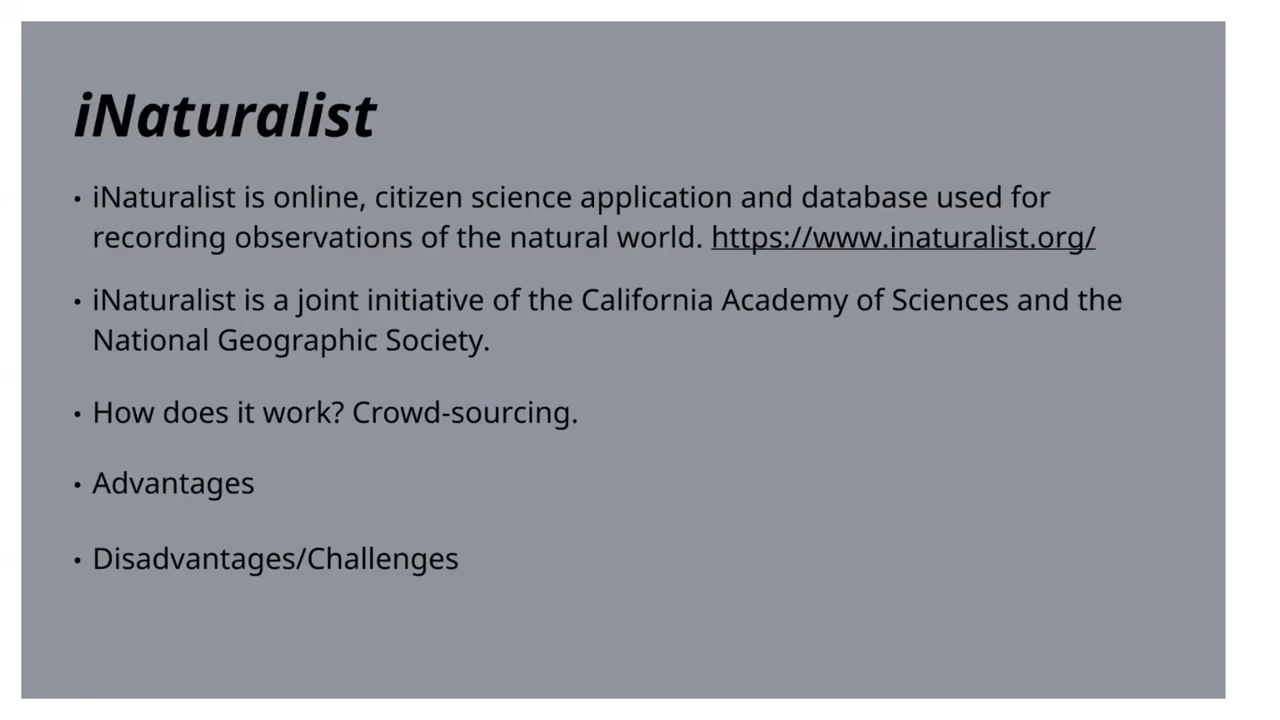 iNaturalist
• iNaturalist is online, citizen science application and database used for
recording observations of the natural world. https://www.inaturalist.org/
• iNaturalist is a joint initiative of the California Academy of Sciences and the
National Geographic Society.
• How does it work? Crowd-sourcing.
• Advantages
• Disadvantages/Challenges